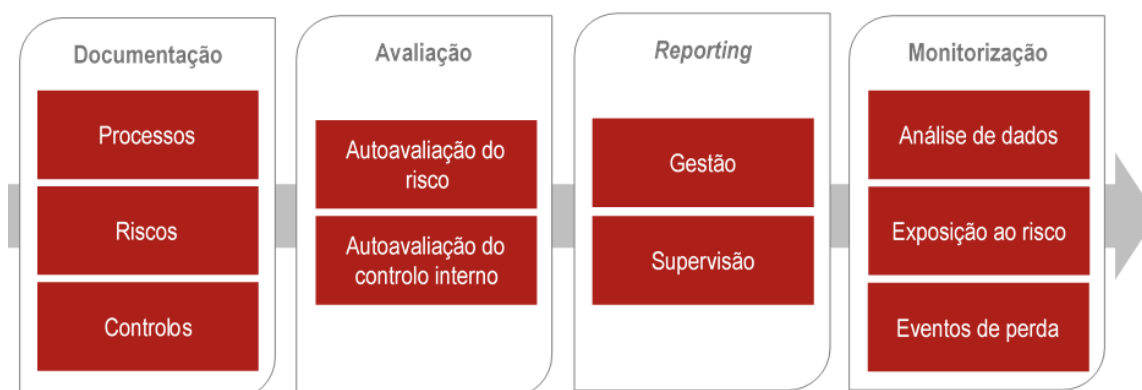 Documentação
Processos
Riscos
Controlos
Avaliação
Autoavaliação do
risco
Autoavaliação do
controlo interno
Reporting
Gestão
Supervisão
Monitorização
Análise de dados
Exposição ao risco
Eventos de perda